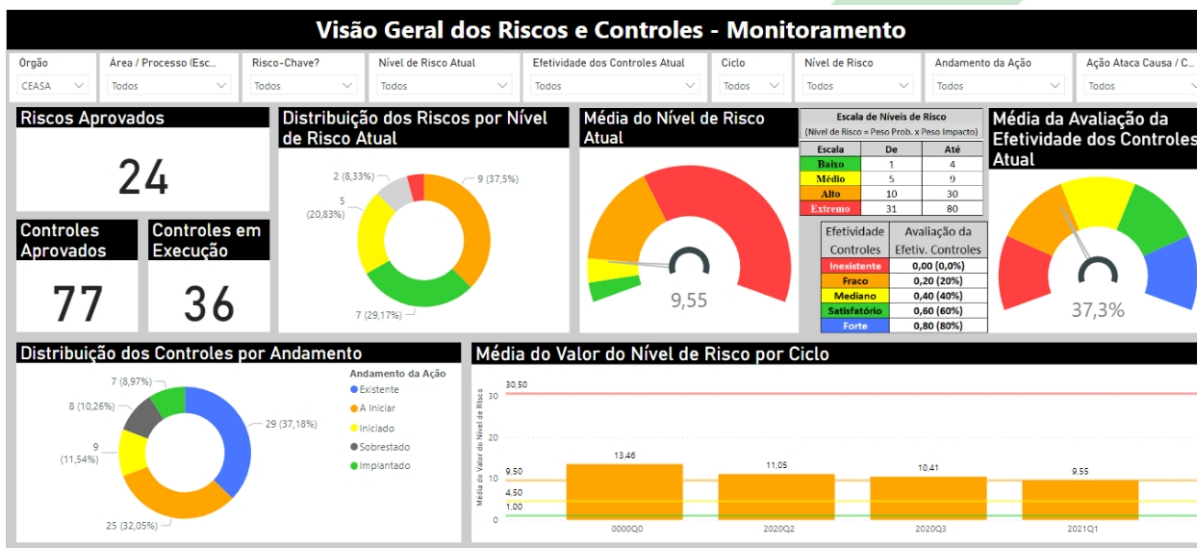 Visão Geral dos Riscos e Controles - Monitoramento
Órgão
CEASA
Área / Processo (Esc...
Todos
Risco-Chave?
Todos
Nível de Risco Atual
Todos
Efetividade dos Controles Atual
Todos
Ciclo
Todos
Nível de Risco
Todos
Andamento da Ação
Todos
Ação Ataca Causa / C...
Todos
Riscos Aprovados
24
Controles
Aprovados
77
Controles em
Execução
36
Distribuição dos Riscos por Nível
de Risco Atual
2 (8,33%)
9 (37,5%)
5
(20,83%)
7 (29,17%)
Média do Nível de Risco
Atual
9,55
Escala de Níveis de Risco
(Nível de Risco = Peso Prob. x Peso Impacto)
Escala De Até
Baixo 1 4
Médio 5 9
Alto 10 30
Extremo 31 80
Efetividade Avaliação da
Controles Efetiv. Controles
Inexistente 0,00 (0,0%)
Fraco 0,20 (20%)
Mediano 0,40 (40%)
Satisfatório 0,60 (60%)
Forte 0,80 (80%)
Média da Avaliação da
Efetividade dos Controles
Atual
37,3%
Distribuição dos Controles por Andamento
7 (8,97%)
8 (10,26%)
9
(11,54%)
25 (32,05%)
29 (37,18%)
Andamento da Ação
Existente
A Iniciar
Iniciado
Sobrestado
Implantado
Média do Valor do Nível de Risco por Ciclo
Média do Valor do Nível de Risco
30,50
30
20
9,50
10
4,50
1,00
0
13,46
11,05
10,41
9,55
0000Q0
2020Q2
2020Q3
2021Q1